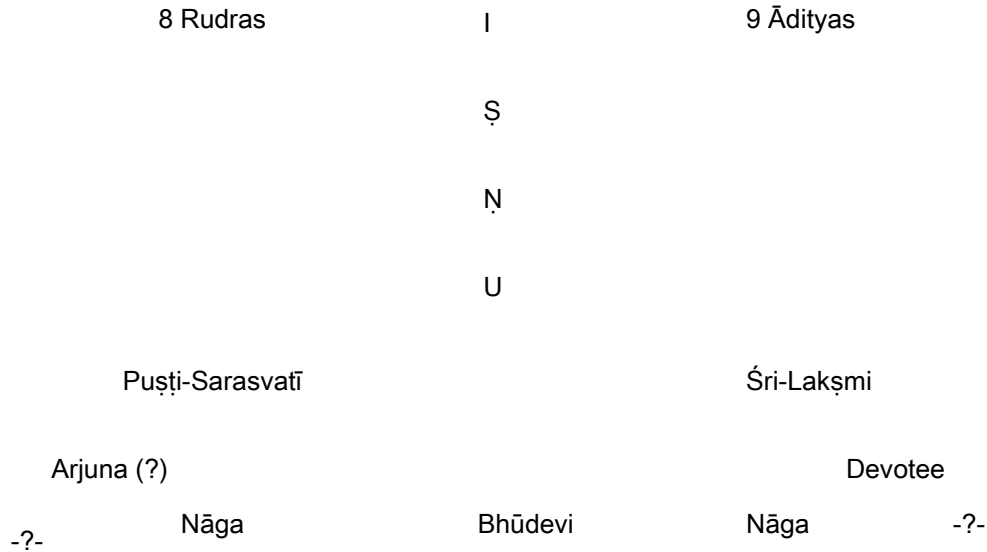 8 Rudras I 9 Ādityas
Ṣ
Ṇ
U
Puṣṭi-Sarasvatī Śri-Lakṣmi
Arjuna (?) Devotee
-?- Nāga Bhūdevi Nāga -?-